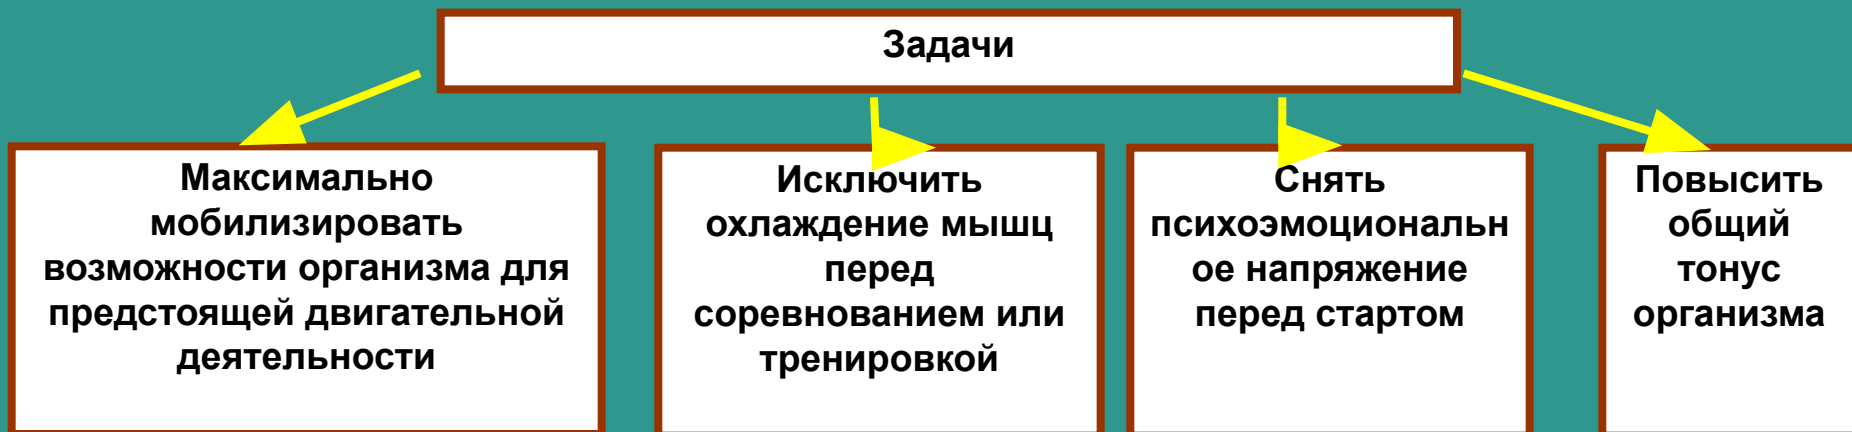 Задачи
Максимально
мобилизировать
возможности организма для
предстоящей двигательной
деятельности
Исключить
охлаждение мышц
перед
соревнованием или
тренировкой
Снять
психоэмоциональн
ое напряжение
перед стартом
Повысить
общий
тонус
организма